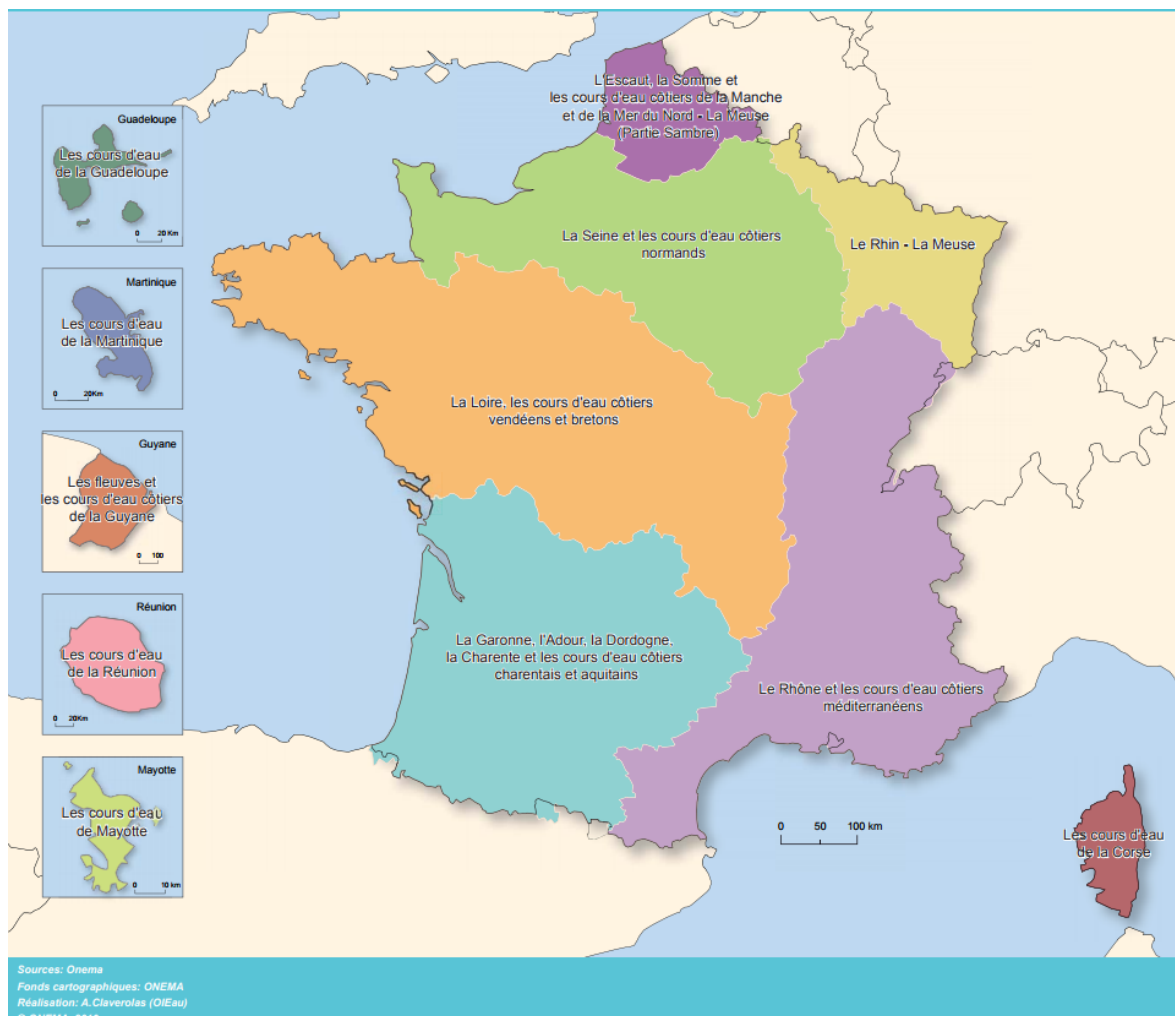 L'Escaut, la Somme et
les cours d'eau côtiers de la Manche
et de la Mer du Nord - La Meuse
(Partie Sambre)
La Seine et les cours d'eau côtiers
normands
Le Rhin - La Meuse
La Loire, les cours d'eau côtiers
vendéens et bretons
La Garonne, l'Adour, la Dordogne,
la Charente et les cours d'eau côtiers
charentais et aquitains
Le Rhône et les cours d'eau côtiers
méditerranéens
Les cours d'eau
de la Corse
0 50 100 km
Guadeloupe
Les cours d'eau
de la Guadeloupe
0 20 Km
Martinique
Les cours d'eau
de la Martinique
0 20Km
Guyane
Les fleuves et
les cours d'eau côtiers
de la Guyane
0 100
Réunion
Les cours d'eau
de la Réunion
0 20Km
Mayotte
Les cours d'eau
de Mayotte
0 10 km
Sources: Onema
Fonds cartographiques: ONEMA
Réalisation: A.Claverolas (OIEau)